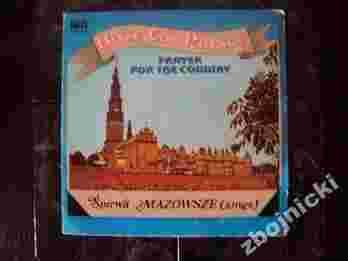 PRAYER
FOR THE COUNTRY
Śpiewa MAZOWSZE (sings)
zbojnicki